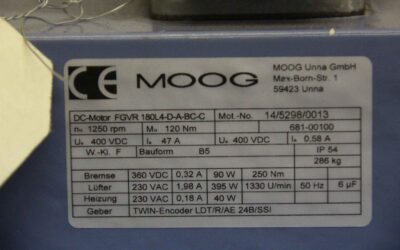 CE MOOG
MOOG Unna GmbH
Max-Born-Str. 1
59423 Unna
DC-Motor FGVR 180L4-D-A-BC-C Mot.-No. 14/5298/0013
nₙ 1250 rpm M₀ 120 Nm 681-00100
Uₐ 400 VDC Iₐ 47 A Uₑ 400 VDC Iₑ 0,58 A
W.-Kl. F Bauform B5 IP 54
286 kg
Bremse 360 VDC 0,32 A 90 W 250 Nm
Lüfter 230 VAC 1,98 A 395 W 1330 U/min 50 Hz 6 µF
Heizung 230 VAC 0,18 A 40 W
Geber TWIN-Encoder LDT/R/AE 24B/SSI